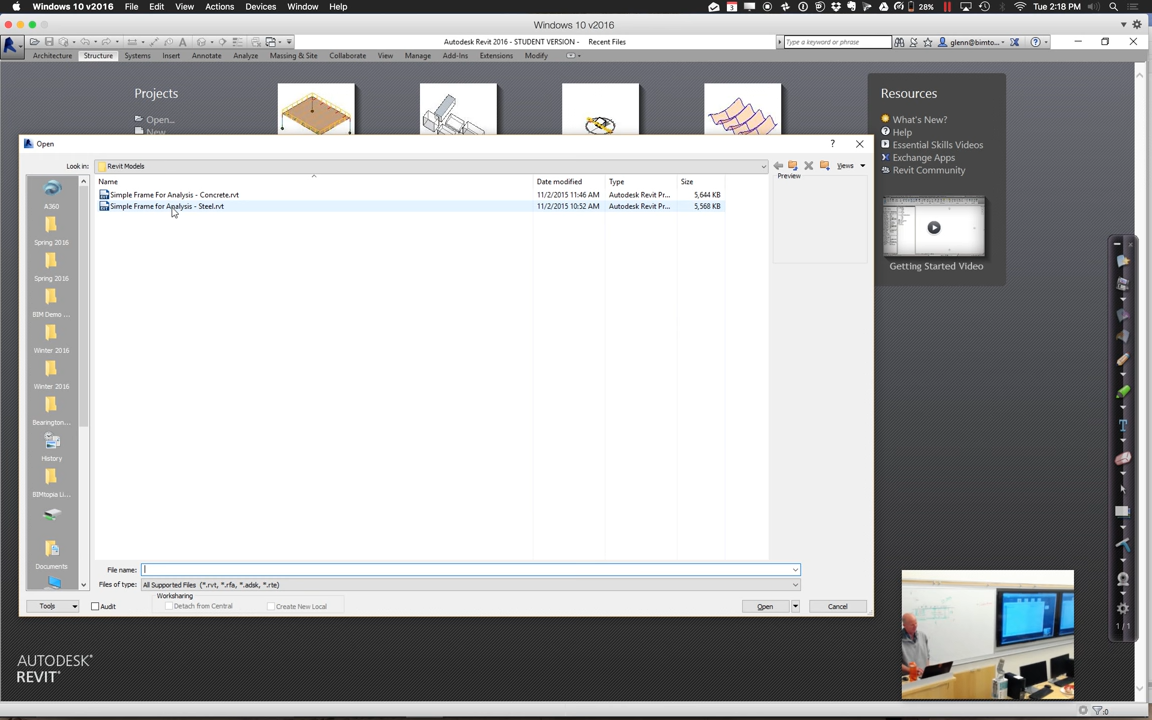 Windows 10 v2016 File Edit View Actions Devices Window Help 28% Tue 2:18 PM
Windows 10 v2016
Autodesk Revit 2016 - STUDENT VERSION - Recent Files Type a keyword or phrase glenn@bimto...
Architecture Structure Systems Insert Annotate Analyze Massing & Site Collaborate View Manage Add-Ins Extensions Modify
Projects
Open...
New...
Resources
What's New?
Help
Essential Skills Videos
Exchange Apps
Revit Community
Getting Started Video
Open
Look in: Revit Models Views
Name Date modified Type Size Preview
Simple Frame For Analysis - Concrete.rvt 11/2/2015 11:46 AM Autodesk Revit Pr... 5,644 KB
Simple Frame for Analysis - Steel.rvt 11/2/2015 10:52 AM Autodesk Revit Pr... 5,568 KB
A360
Spring 2016
Spring 2016
BIM Demo ...
Winter 2016
Winter 2016
Bearington...
History
BIMtopia Li...
Documents
File name:
Files of type: All Supported Files (*.rvt, *.rfa, *.adsk, *.rte)
Worksharing
Tools Audit Detach from Central Create New Local Open Cancel
1 / 1
AUTODESK®
REVIT®
:0